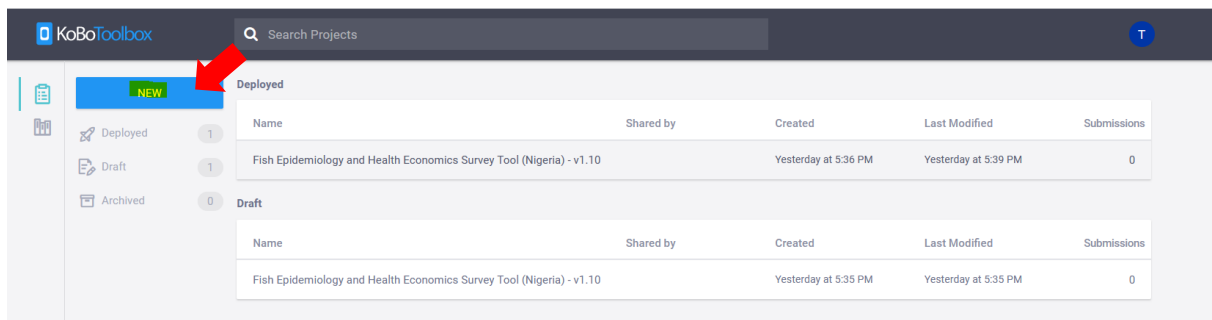 KoBoToolbox
Search Projects
T
NEW
Deployed 1
Draft 1
Archived 0
Deployed
Name Shared by Created Last Modified Submissions
Fish Epidemiology and Health Economics Survey Tool (Nigeria) - v1.10 Yesterday at 5:36 PM Yesterday at 5:39 PM 0
Draft
Name Shared by Created Last Modified Submissions
Fish Epidemiology and Health Economics Survey Tool (Nigeria) - v1.10 Yesterday at 5:35 PM Yesterday at 5:35 PM 0